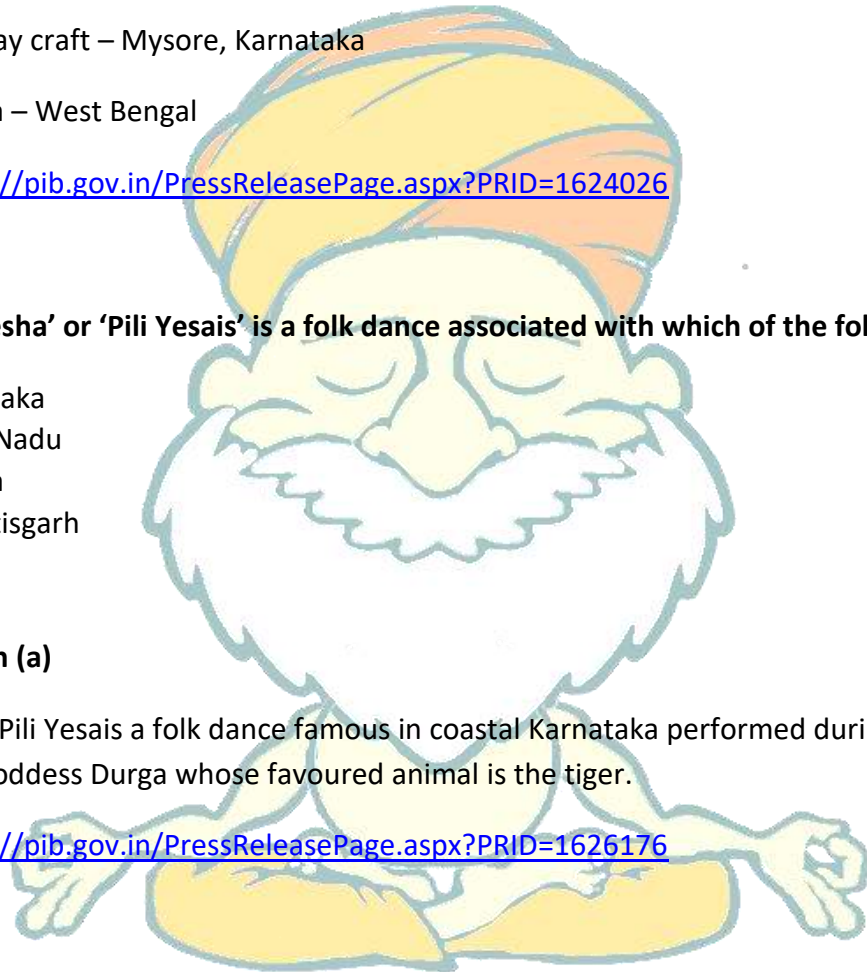 ay craft – Mysore, Karnataka
– West Bengal
//pib.gov.in/PressReleasePage.aspx?PRID=1624026
esha’ or ‘Pili Yesais’ is a folk dance associated with which of the fol
aka
Nadu
tisgarh
n (a)
Pili Yesais a folk dance famous in coastal Karnataka performed duri
oddess Durga whose favoured animal is the tiger.
//pib.gov.in/PressReleasePage.aspx?PRID=1626176